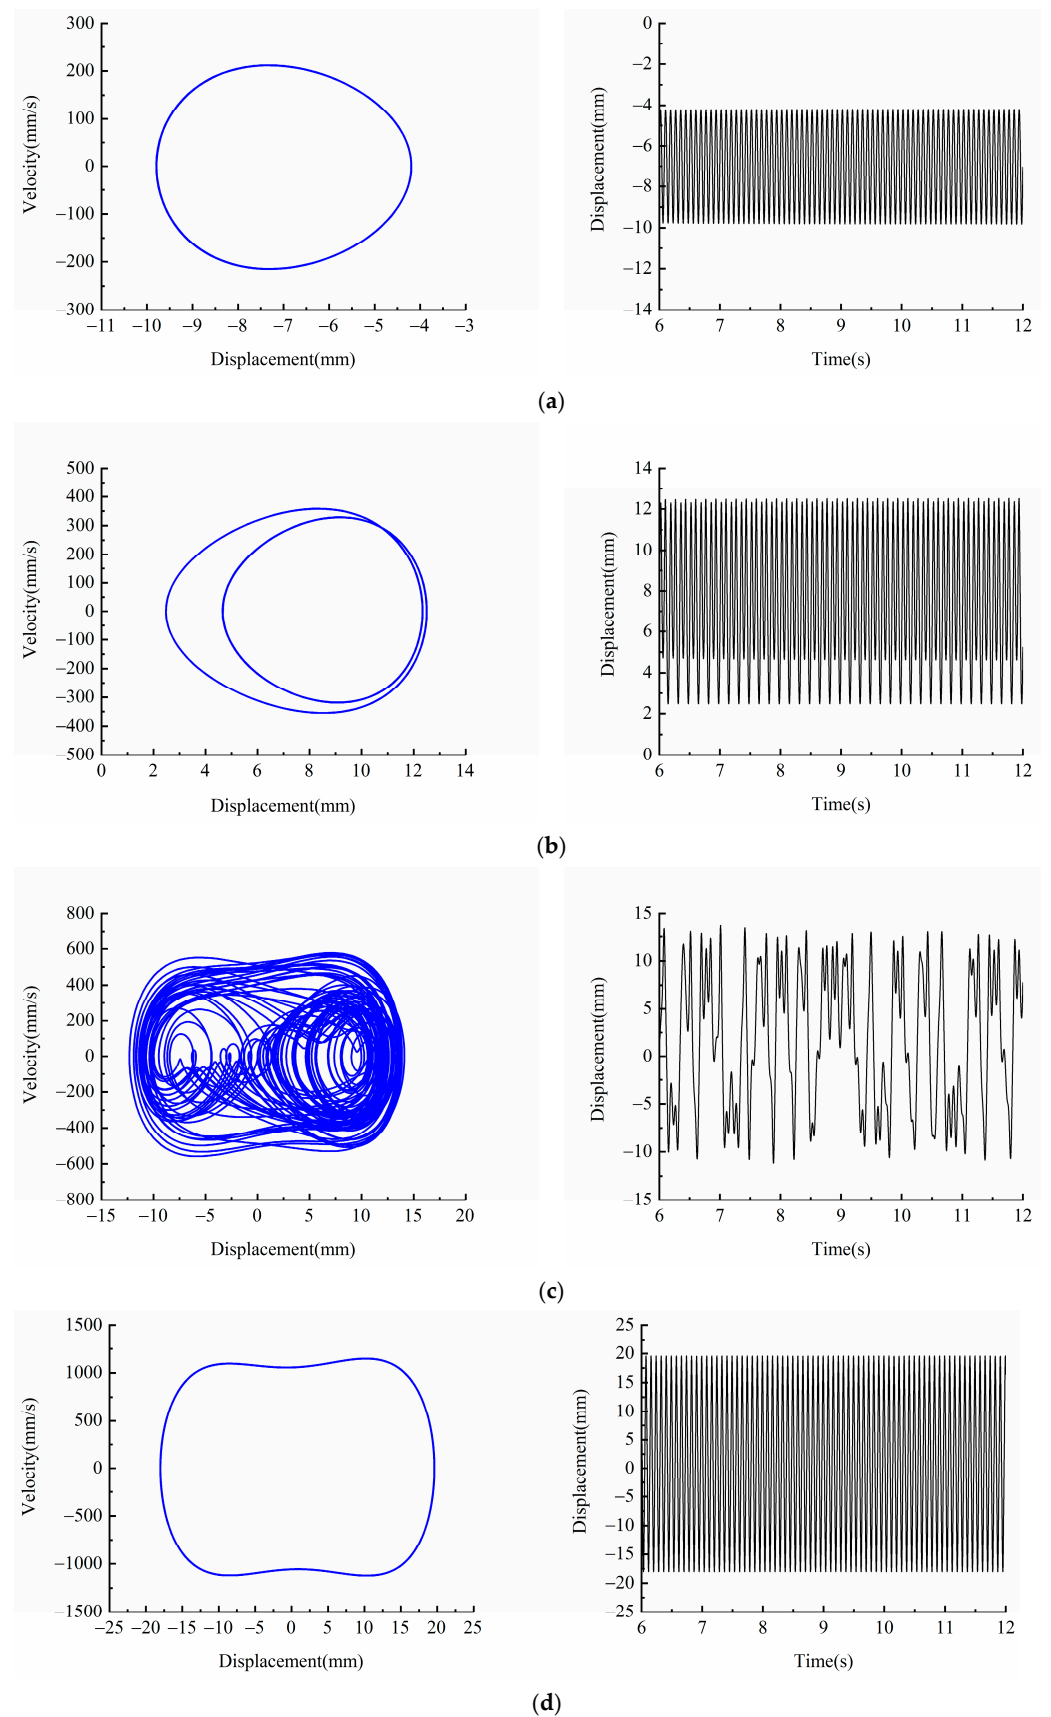 300
200
100
0
−100
−200
−300
Velocity(mm/s)
−11 −10 −9 −8 −7 −6 −5 −4 −3
Displacement(mm)
0
−2
−4
−6
−8
−10
−12
−14
Displacement(mm)
6 7 8 9 10 11 12
Time(s)
(a)
500
400
300
200
100
0
−100
−200
−300
−400
−500
Velocity(mm/s)
0 2 4 6 8 10 12 14
Displacement(mm)
14
12
10
8
6
4
2
0
Displacement(mm)
6 7 8 9 10 11 12
Time(s)
(b)
800
600
400
200
0
−200
−400
−600
−800
Velocity(mm/s)
−15 −10 −5 0 5 10 15 20
Displacement(mm)
15
10
5
0
−5
−10
−15
Displacement(mm)
6 7 8 9 10 11 12
Time(s)
(c)
1500
1000
500
0
−500
−1000
−1500
Velocity(mm/s)
−25 −20 −15 −10 −5 0 5 10 15 20 25
Displacement(mm)
25
20
15
10
5
0
−5
−10
−15
−20
−25
Displacement(mm)
6 7 8 9 10 11 12
Time(s)
(d)